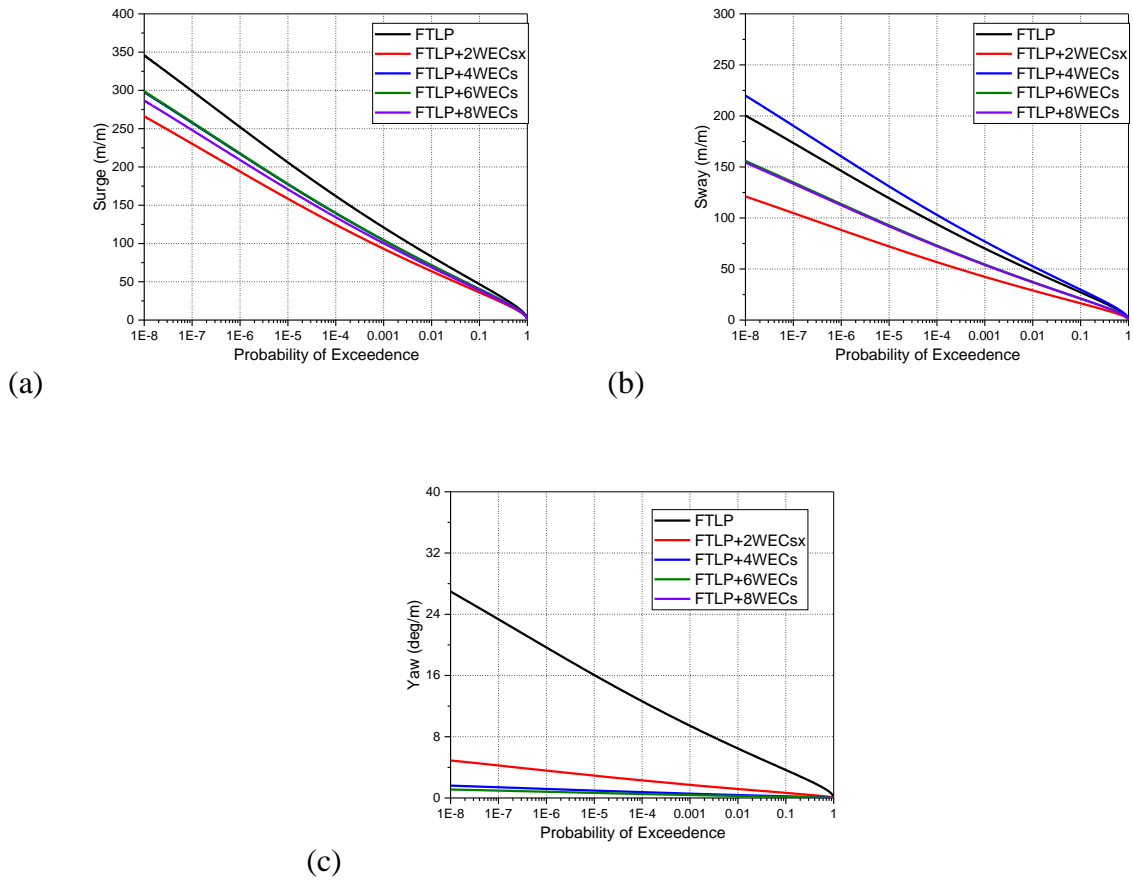 400
350
300
250
200
150
100
50
0
Surge (m/m)
1E-8 1E-7 1E-6 1E-5 1E-4 0.001 0.01 0.1 1
Probability of Exceedence
FTLP
FTLP+2WECsx
FTLP+4WECs
FTLP+6WECs
FTLP+8WECs
(a)
300
250
200
150
100
50
0
Sway (m/m)
1E-8 1E-7 1E-6 1E-5 1E-4 0.001 0.01 0.1 1
Probability of Exceedence
FTLP
FTLP+2WECsx
FTLP+4WECs
FTLP+6WECs
FTLP+8WECs
(b)
40
32
24
16
8
0
Yaw (deg/m)
1E-8 1E-7 1E-6 1E-5 1E-4 0.001 0.01 0.1 1
Probability of Exceedence
FTLP
FTLP+2WECsx
FTLP+4WECs
FTLP+6WECs
FTLP+8WECs
(c)